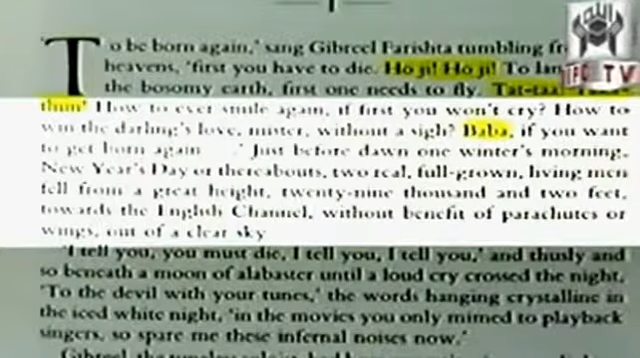 'To be born again,' sang Gibreel Farishta tumbling
heavens, 'first you have to die. Ho ji! Ho ji! To
the bosomy earth, first one needs to fly. Tat-taa!
thun! How to ever smile again, if first you won't cry? How to
win the darling's love, mister, without a sigh? Baba, if you want
to get born again . .' Just before dawn one winter's morning,
New Year's Day or thereabouts, two real, full-grown, living men
fell from a great height, twenty-nine thousand and two feet,
towards the English Channel, without benefit of parachutes or
wings, out of a clear sky
'I tell you, you must die, I tell you, I tell you,' and thusly and
so beneath a moon of alabaster until a loud cry crossed the night,
'To the devil with your tunes,' the words hanging crystalline in
the iced white night, 'in the movies you only mimed to playback
singers, so spare me these infernal noises now.'
Gibreel, the tuneless soloist, had been
TV